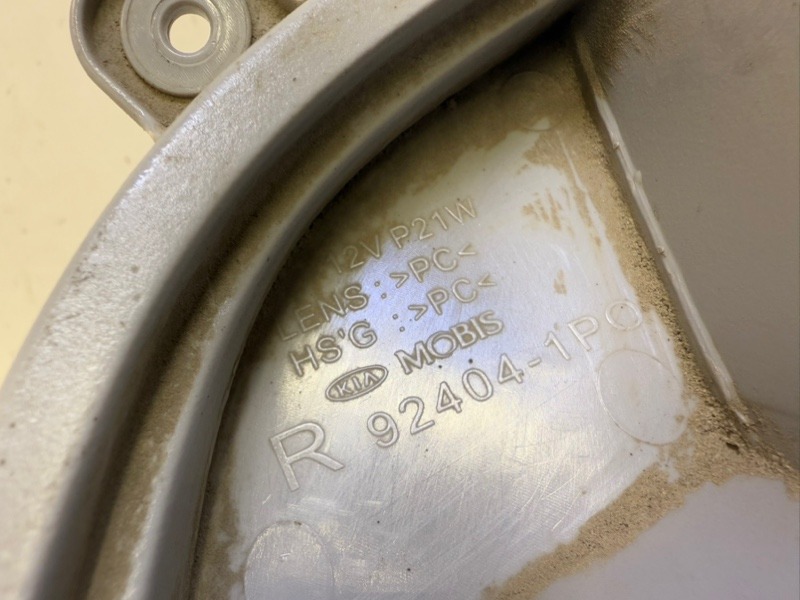 12V P21W
LENS : >PC<
HS'G : >PC<
KIA MOBIS
R 92404-1P0